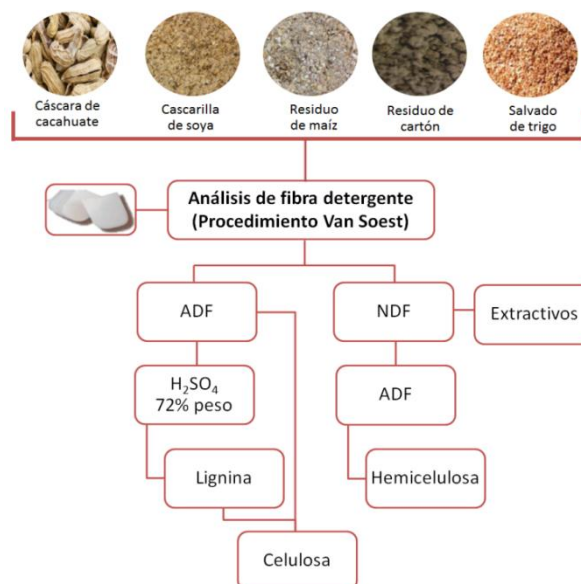 Cáscara de
cacahuate
Cascarilla
de soya
Residuo
de maíz
Residuo de
cartón
Salvado
de trigo
Análisis de fibra detergente
(Procedimiento Van Soest)
ADF
NDF
Extractivos
H₂SO₄
72% peso
ADF
Lignina
Hemicelulosa
Celulosa